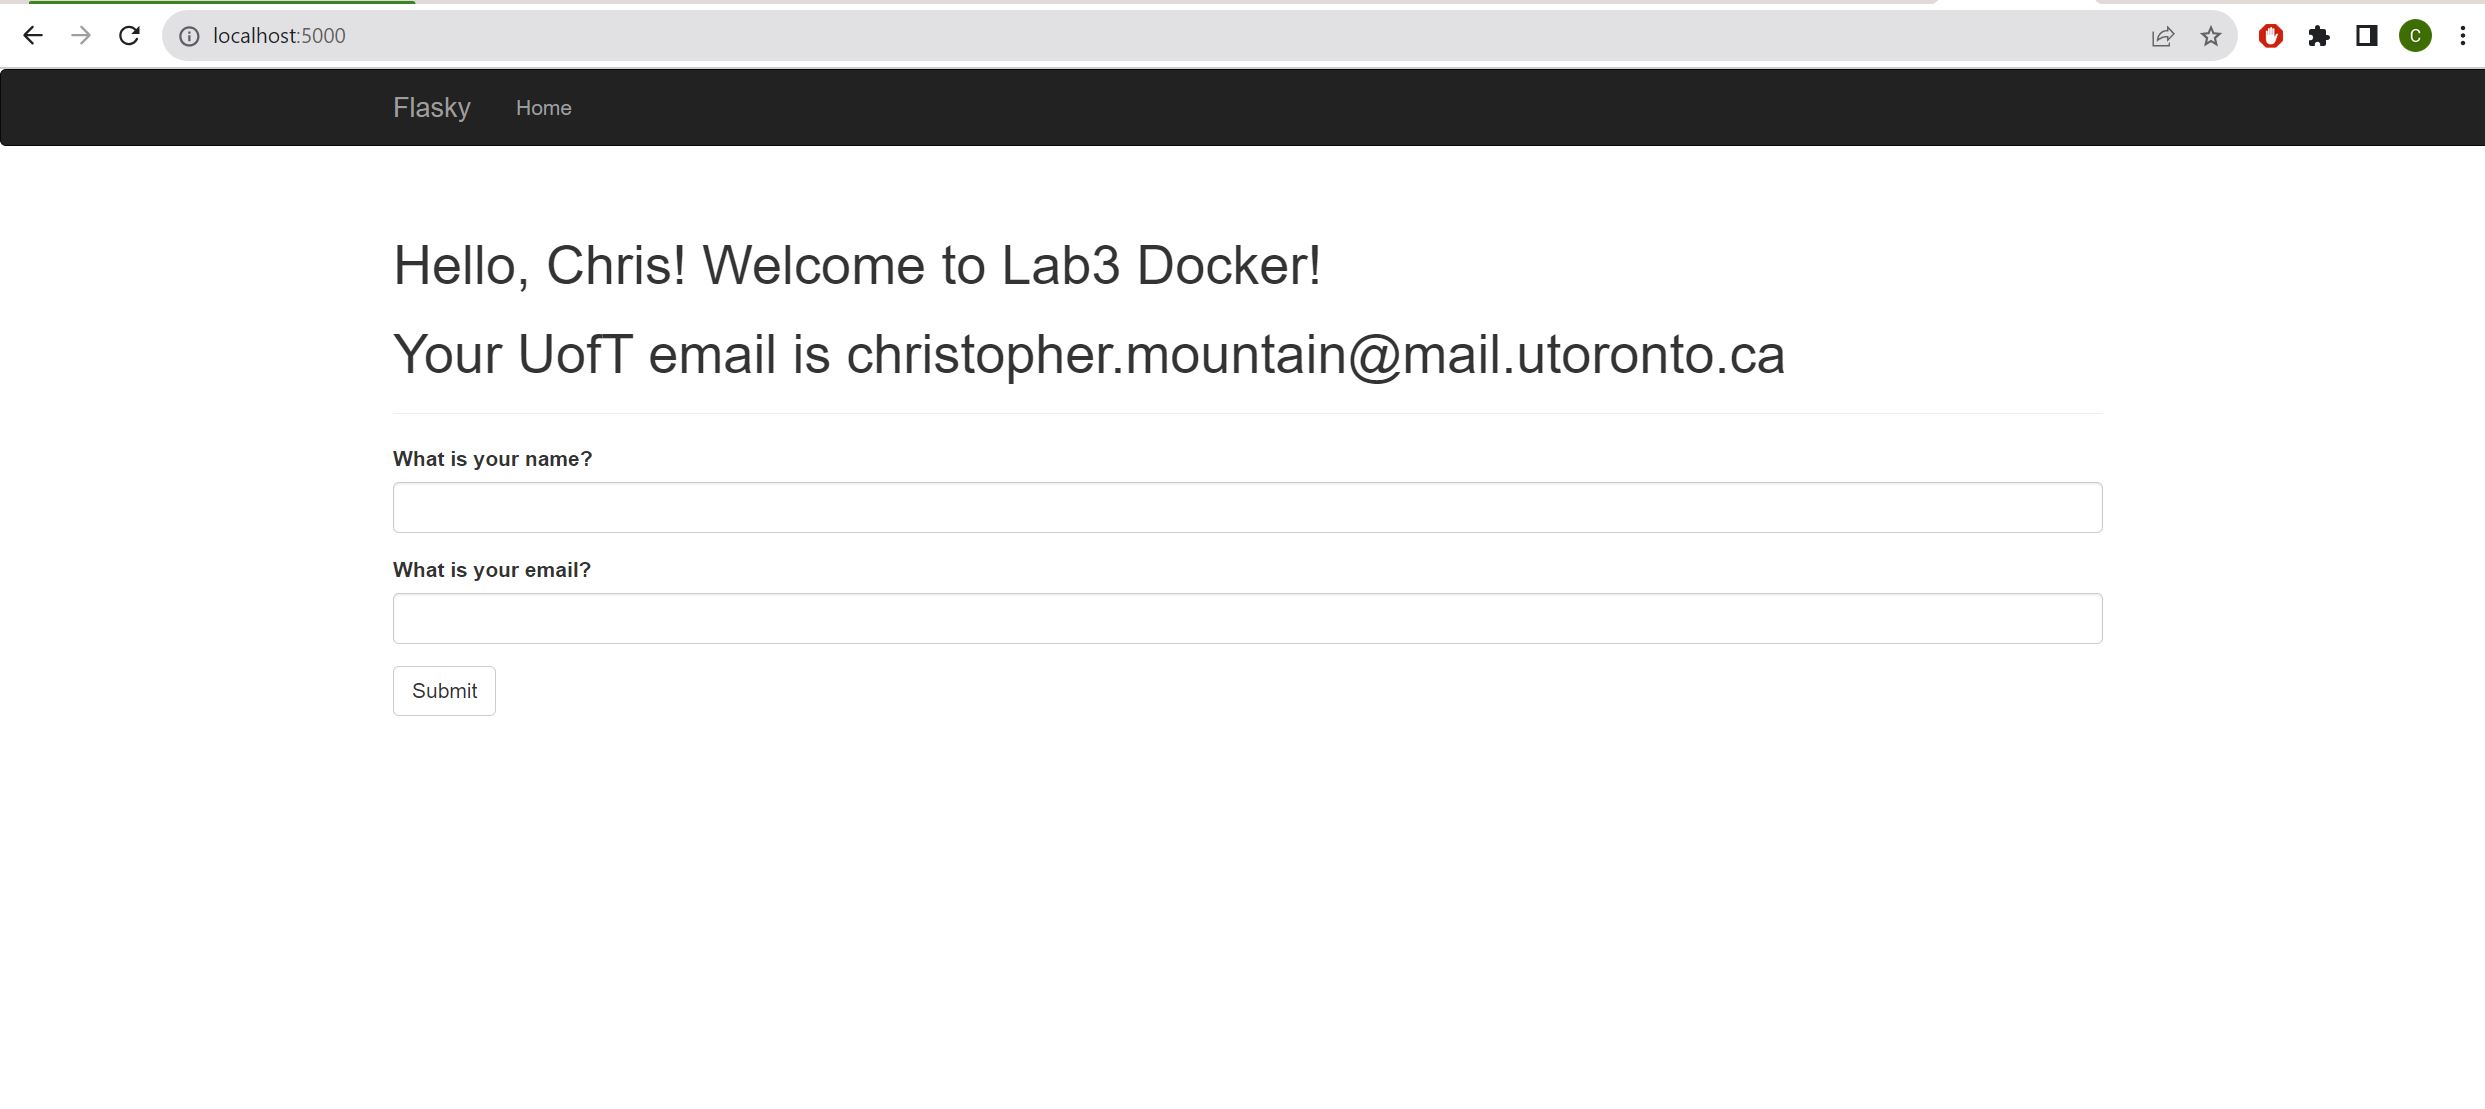 localhost:5000
C
Flasky Home
Hello, Chris! Welcome to Lab3 Docker!
Your UofT email is christopher.mountain@mail.utoronto.ca
What is your name?
What is your email?
Submit